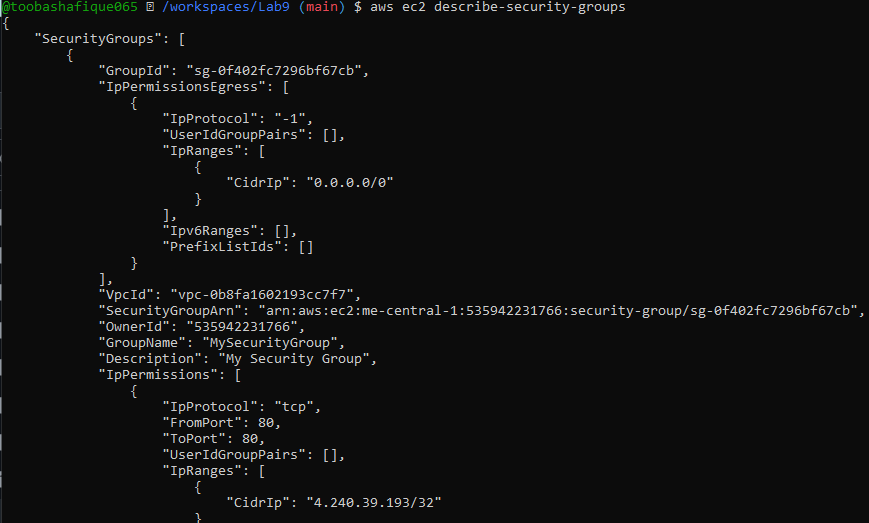 @toobashafique065 /workspaces/Lab9 (main) $ aws ec2 describe-security-groups
{
    "SecurityGroups": [
        {
            "GroupId": "sg-0f402fc7296bf67cb",
            "IpPermissionsEgress": [
                {
                    "IpProtocol": "-1",
                    "UserIdGroupPairs": [],
                    "IpRanges": [
                        {
                            "CidrIp": "0.0.0.0/0"
                        }
                    ],
                    "Ipv6Ranges": [],
                    "PrefixListIds": []
                }
            ],
            "VpcId": "vpc-0b8fa1602193cc7f7",
            "SecurityGroupArn": "arn:aws:ec2:me-central-1:535942231766:security-group/sg-0f402fc7296bf67cb",
            "OwnerId": "535942231766",
            "GroupName": "MySecurityGroup",
            "Description": "My Security Group",
            "IpPermissions": [
                {
                    "IpProtocol": "tcp",
                    "FromPort": 80,
                    "ToPort": 80,
                    "UserIdGroupPairs": [],
                    "IpRanges": [
                        {
                            "CidrIp": "4.240.39.193/32"
                        }